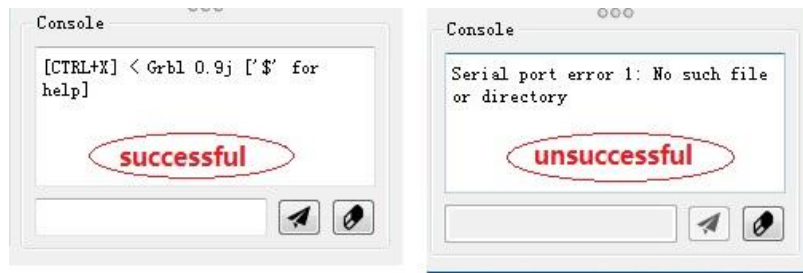 Console
[CTRL+X] < Grbl 0.9j ['$' for
help]
successful
Console
Serial port error 1: No such file
or directory
unsuccessful